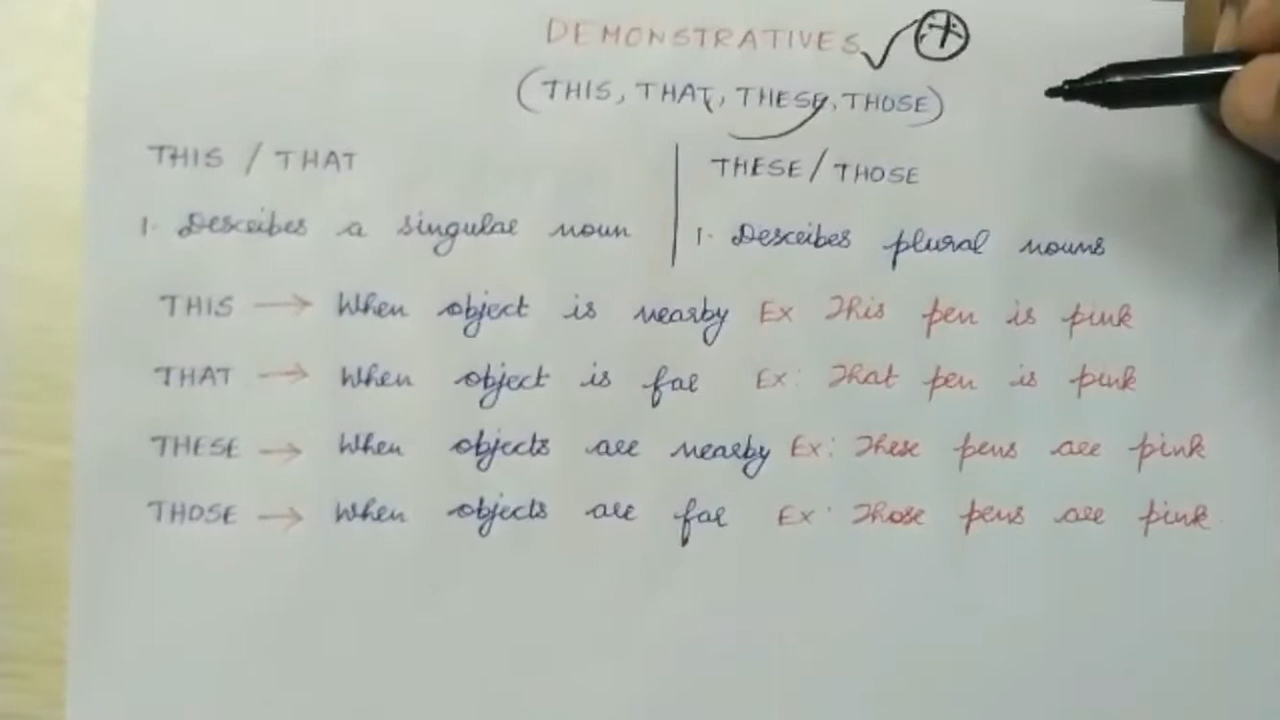 DEMONSTRATIVES
(THIS, THAT, THESE, THOSE)
THIS / THAT
THESE / THOSE
1. Describes a singular noun
1. Describes plural nouns
THIS → When object is nearby Ex This pen is pink
THAT → When object is far Ex: That pen is pink
THESE → When objects are nearby Ex: These pens are pink
THOSE → When objects are far Ex: Those pens are pink